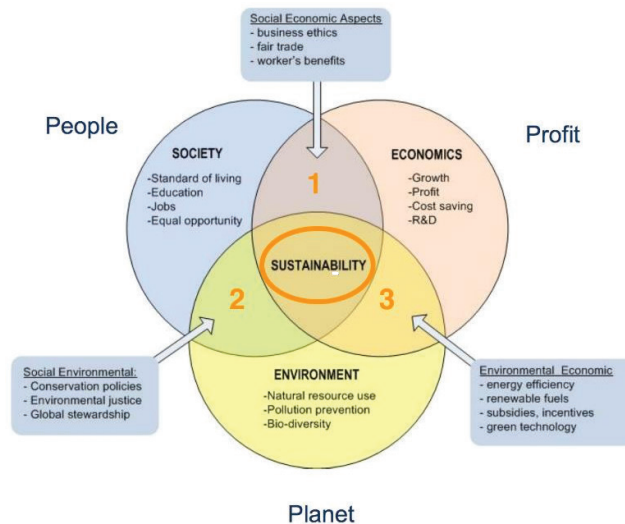 Social Economic Aspects
- business ethics
- fair trade
- worker's benefits
People
Profit
SOCIETY
-Standard of living
-Education
-Jobs
-Equal opportunity
1
ECONOMICS
-Growth
-Profit
-Cost saving
-R&D
SUSTAINABILITY
2
3
Social Environmental:
- Conservation policies
- Environmental justice
- Global stewardship
ENVIRONMENT
-Natural resource use
-Pollution prevention
-Bio-diversity
Environmental Economic
- energy efficiency
- renewable fuels
- subsidies, incentives
- green technology
Planet